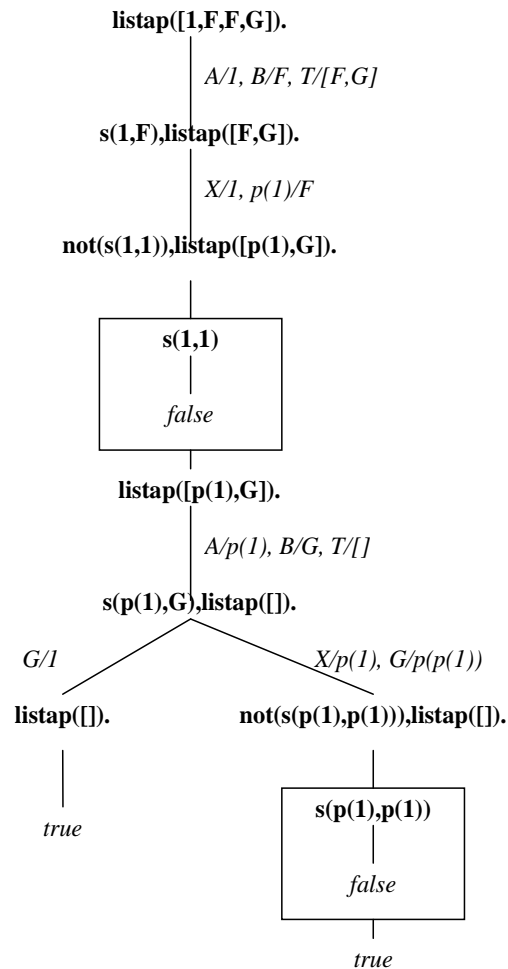 listap([1,F,F,G]).
A/1, B/F, T/[F,G]
s(1,F),listap([F,G]).
X/1, p(1)/F
not(s(1,1)),listap([p(1),G]).
s(1,1)
false
listap([p(1),G]).
A/p(1), B/G, T/[]
s(p(1),G),listap([]).
G/1 X/p(1), G/p(p(1))
listap([]). not(s(p(1),p(1))),listap([]).
s(p(1),p(1))
true
false
true